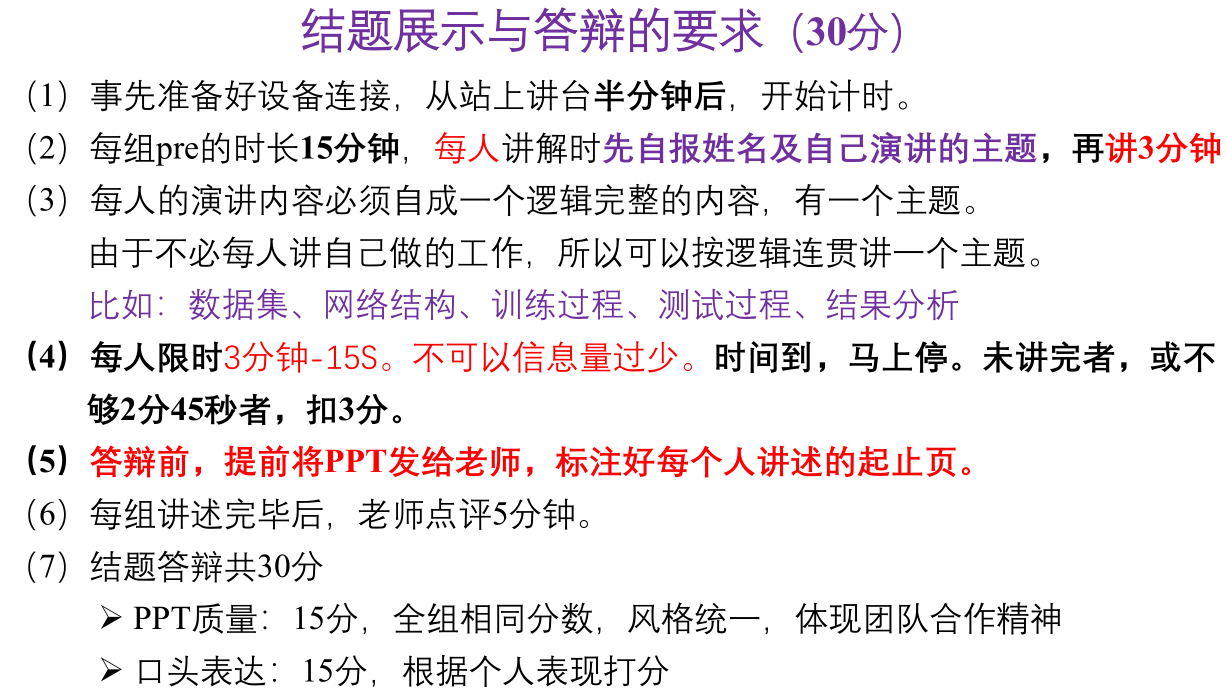 结题展示与答辩的要求（30分）
（1）事先准备好设备连接，从站上讲台半分钟后，开始计时。
（2）每组pre的时长15分钟，每人讲解时先自报姓名及自己演讲的主题，再讲3分钟
（3）每人的演讲内容必须自成一个逻辑完整的内容，有一个主题。
由于不必每人讲自己做的工作，所以可以按逻辑连贯讲一个主题。
比如：数据集、网络结构、训练过程、测试过程、结果分析
（4）每人限时3分钟-15S。不可以信息量过少。时间到，马上停。未讲完者，或不
够2分45秒者，扣3分。
（5）答辩前，提前将PPT发给老师，标注好每个人讲述的起止页。
（6）每组讲述完毕后，老师点评5分钟。
（7）结题答辩共30分
➢ PPT质量：15分，全组相同分数，风格统一，体现团队合作精神
➢ 口头表达：15分，根据个人表现打分